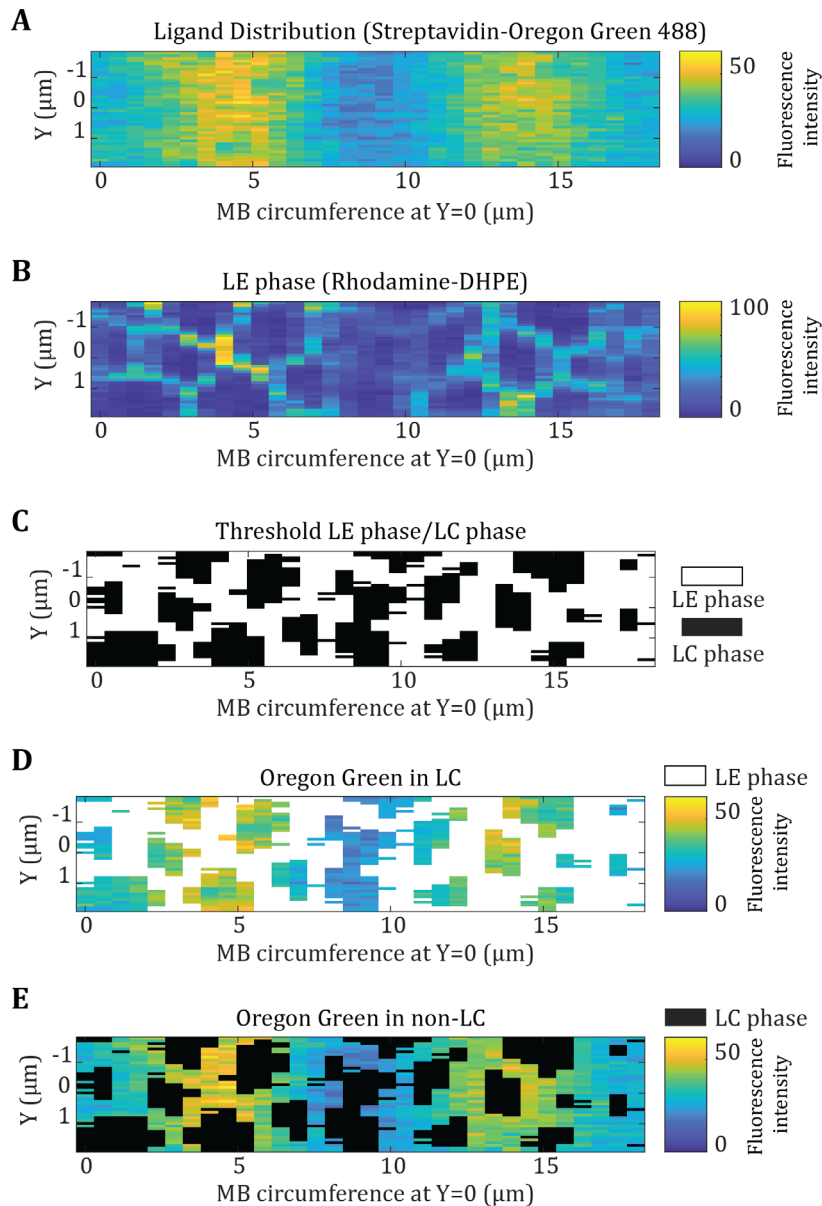 A
Ligand Distribution (Streptavidin-Oregon Green 488)
Y (μm)
-1
0
1
0 5 10 15
MB circumference at Y=0 (μm)
50
0
Fluorescence
intensity
B
LE phase (Rhodamine-DHPE)
Y (μm)
-1
0
1
0 5 10 15
MB circumference at Y=0 (μm)
100
0
Fluorescence
intensity
C
Threshold LE phase/LC phase
Y (μm)
-1
0
1
0 5 10 15
MB circumference at Y=0 (μm)
LE phase
LC phase
D
Oregon Green in LC
Y (μm)
-1
0
1
0 5 10 15
MB circumference at Y=0 (μm)
LE phase
50
0
Fluorescence
intensity
E
Oregon Green in non-LC
Y (μm)
-1
0
1
0 5 10 15
MB circumference at Y=0 (μm)
LC phase
50
0
Fluorescence
intensity